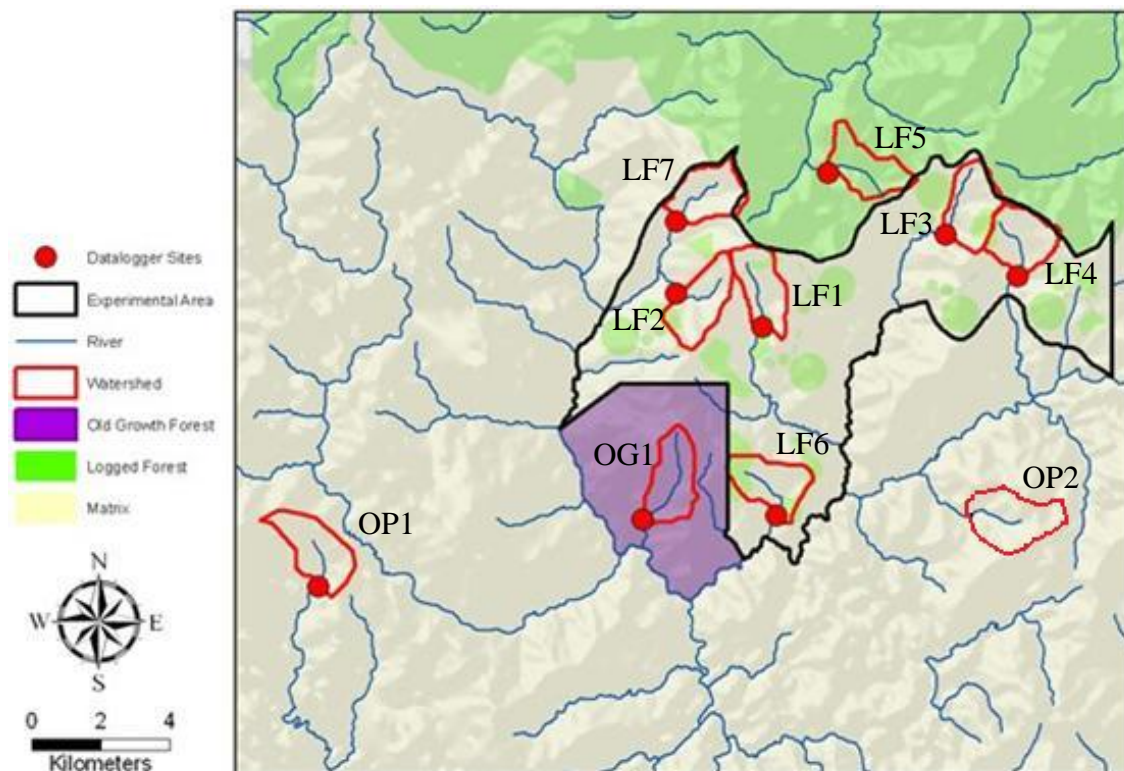 LF5
LF7
LF3
LF4
LF1
LF2
OG1
LF6
OP2
OP1
Datalogger Sites
Experimental Area
River
Watershed
Old Growth Forest
Logged Forest
Matrix
N
W E
S
0 2 4
Kilometers